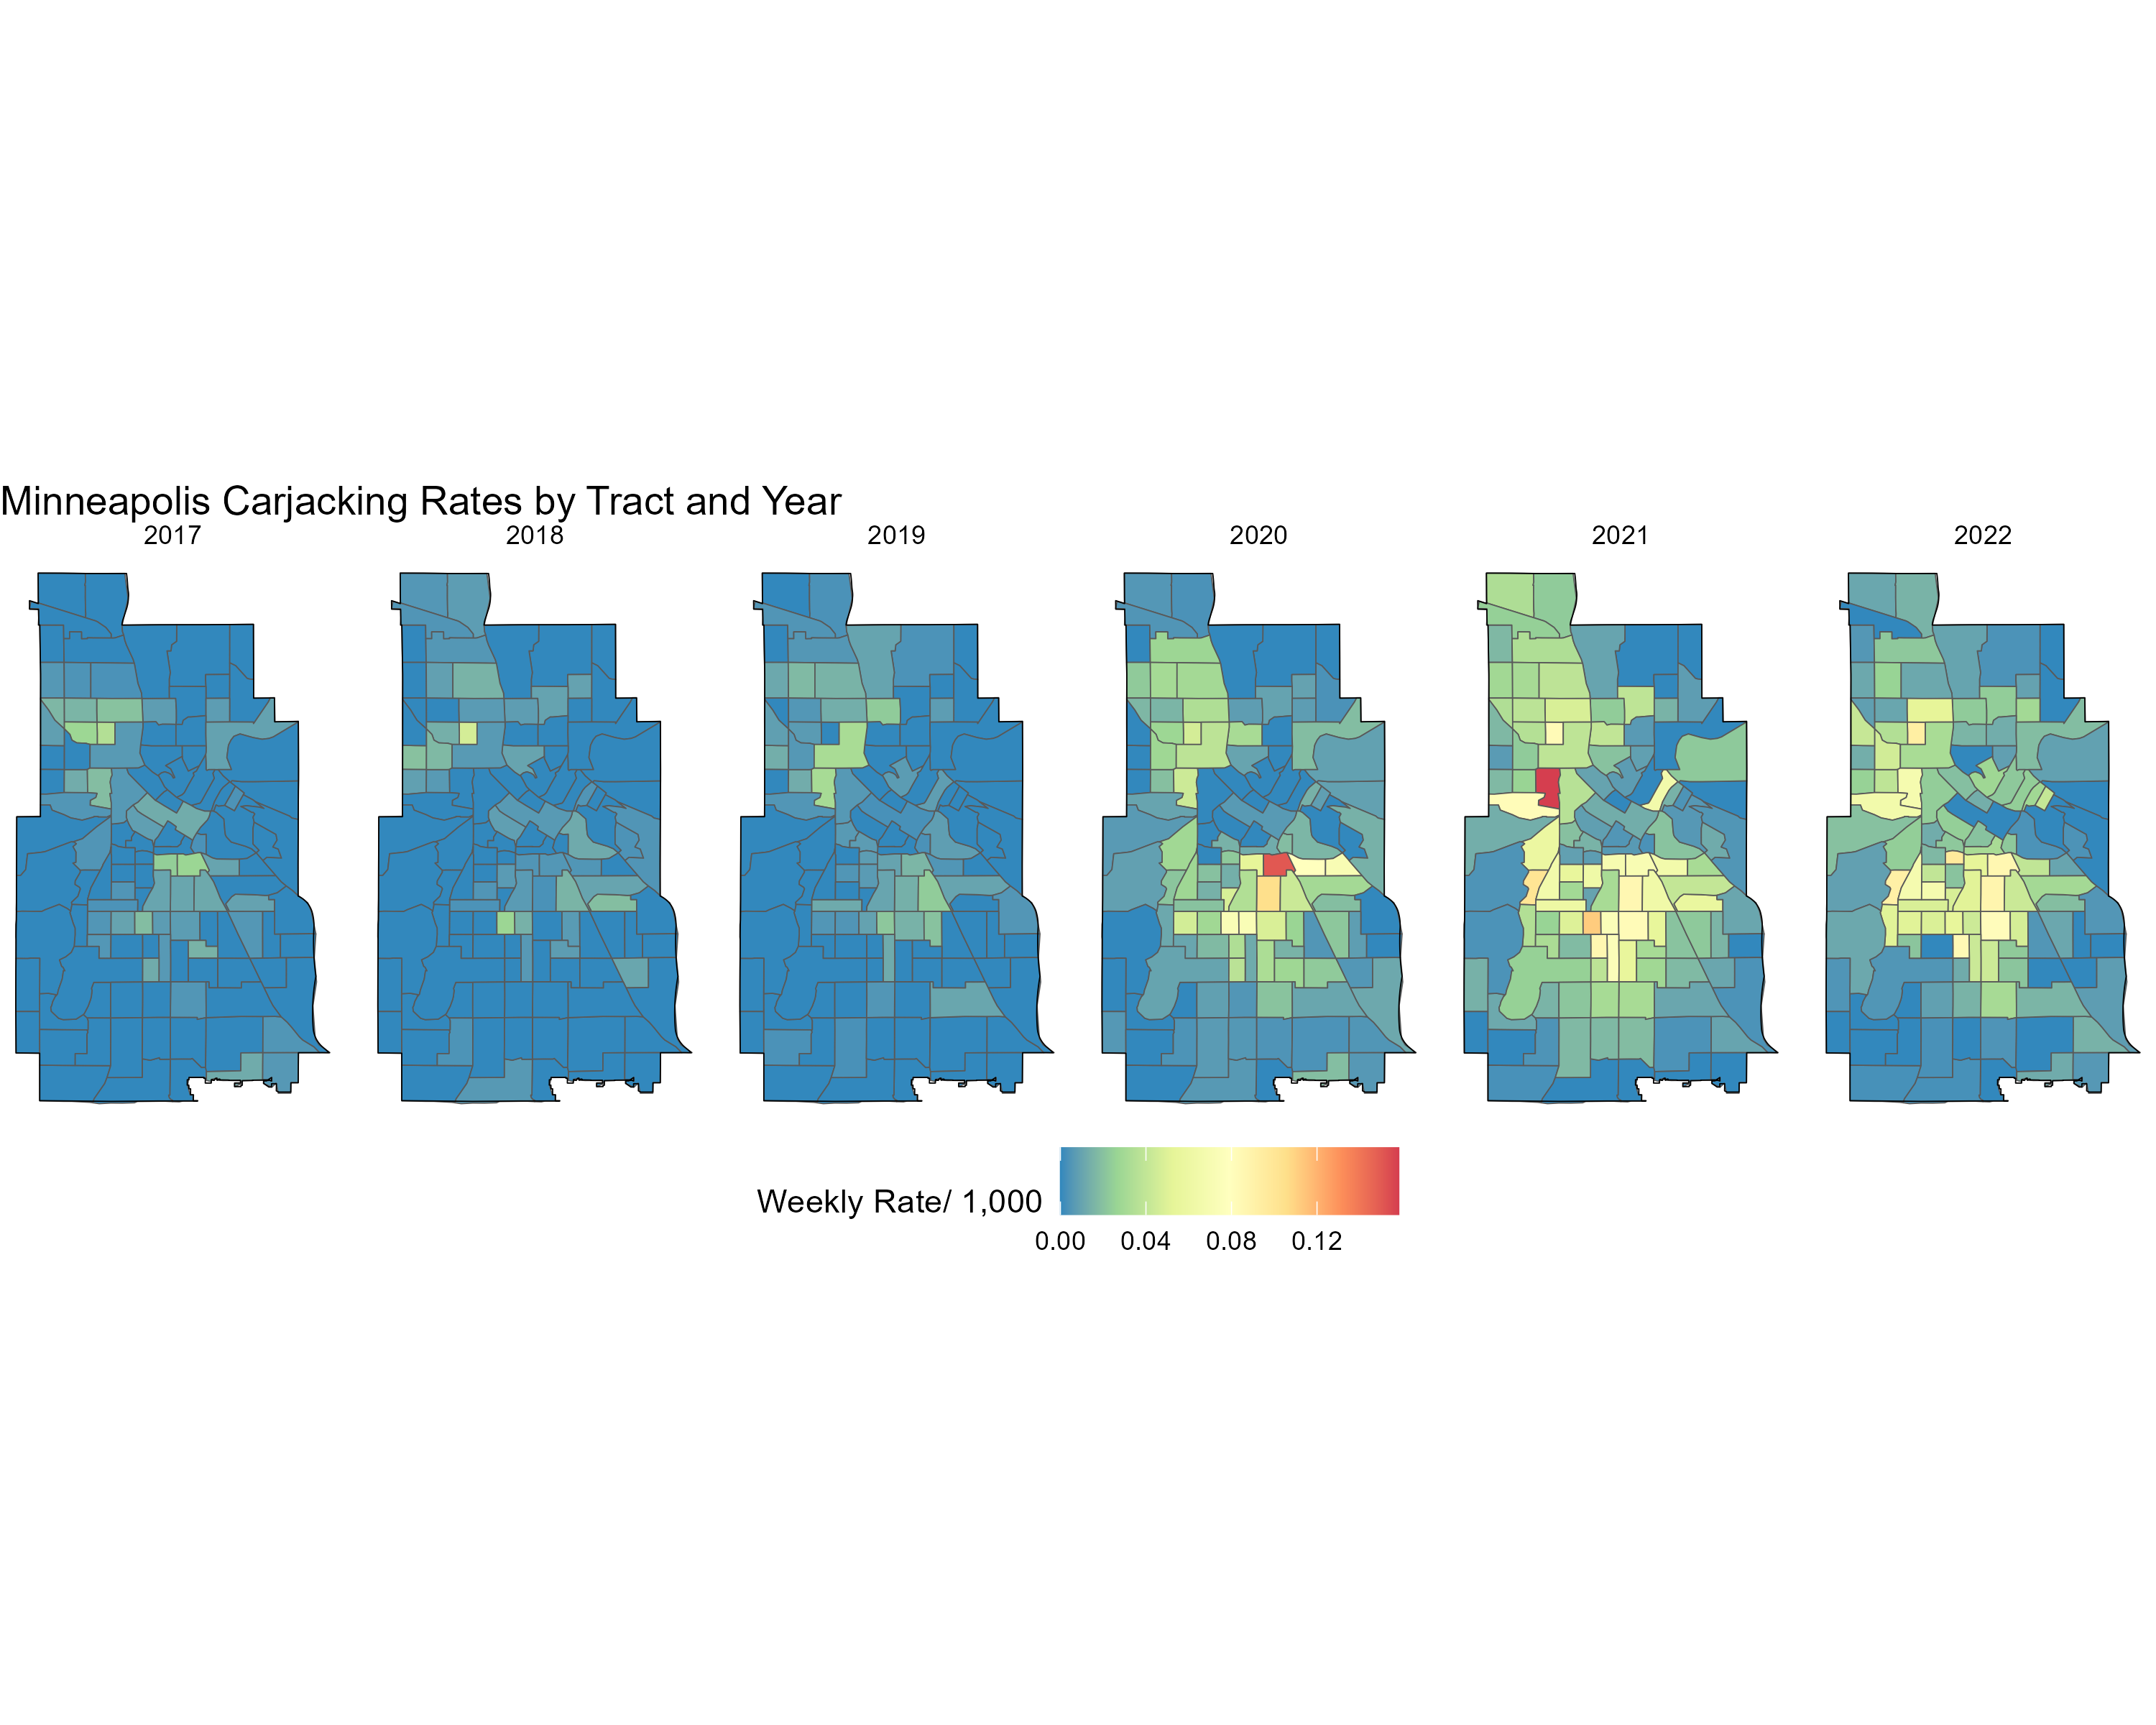 Minneapolis Carjacking Rates by Tract and Year
2017 2018 2019 2020 2021 2022
Weekly Rate/ 1,000
0.00 0.04 0.08 0.12